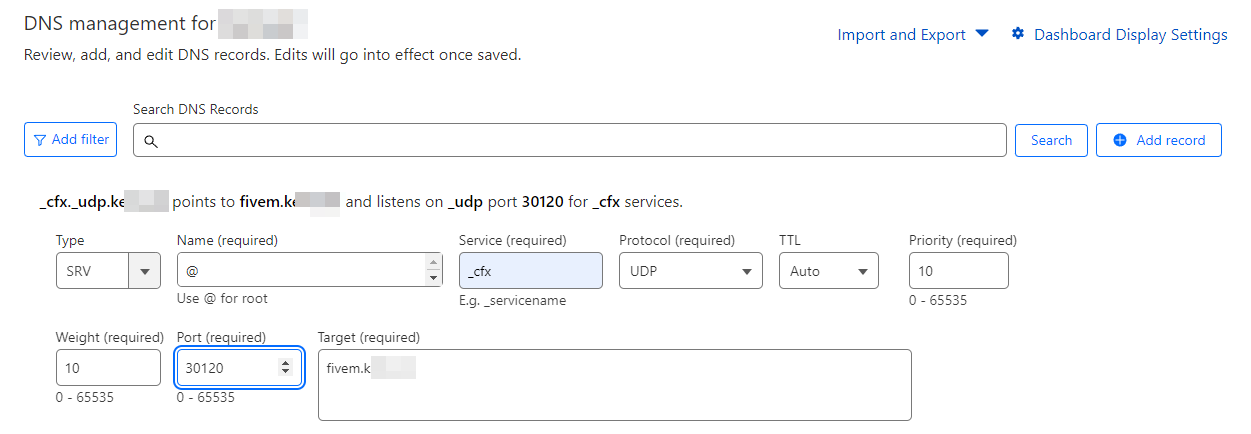 DNS management for
Import and Export
Dashboard Display Settings
Review, add, and edit DNS records. Edits will go into effect once saved.
Search DNS Records
Add filter
Search
Add record
_cfx._udp.ke points to fivem.ke and listens on _udp port 30120 for _cfx services.
Type Name (required) Service (required) Protocol (required) TTL Priority (required)
SRV @ _cfx UDP Auto 10
Use @ for root E.g. _servicename 0 - 65535
Weight (required) Port (required) Target (required)
10 30120 fivem.k
0 - 65535 0 - 65535